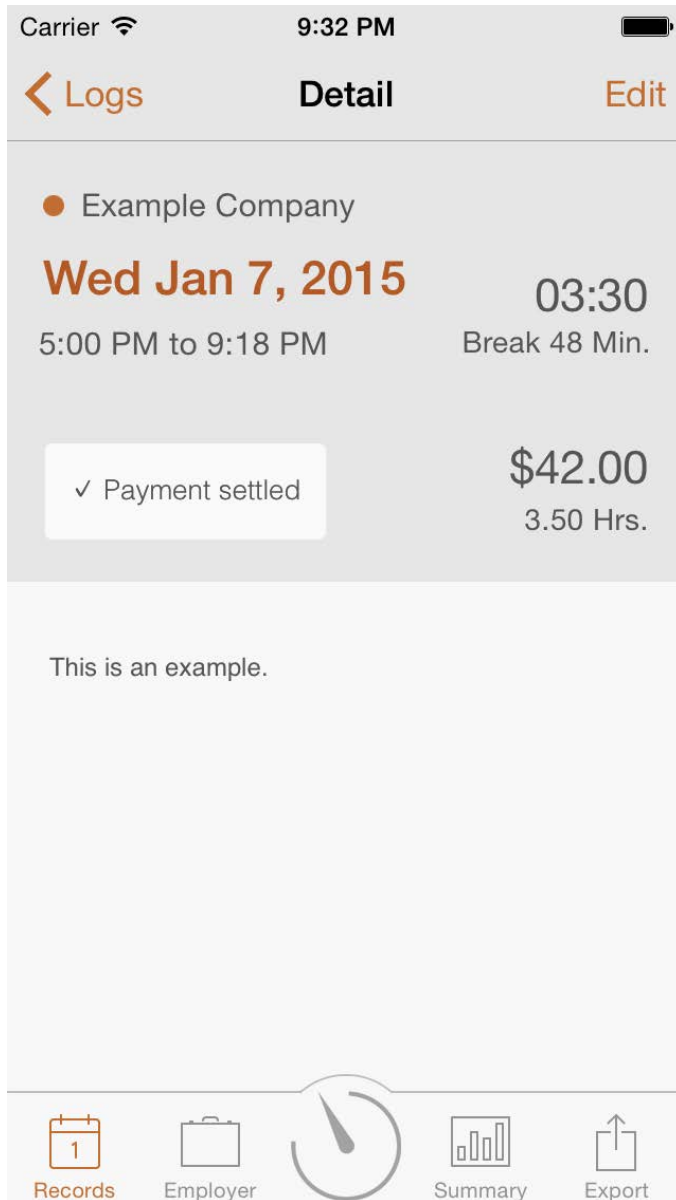 Carrier 9:32 PM
Logs Detail Edit
Example Company
Wed Jan 7, 2015
03:30
5:00 PM to 9:18 PM
Break 48 Min.
✓ Payment settled
$42.00
3.50 Hrs.
This is an example.
1
Records Employer Summary Export